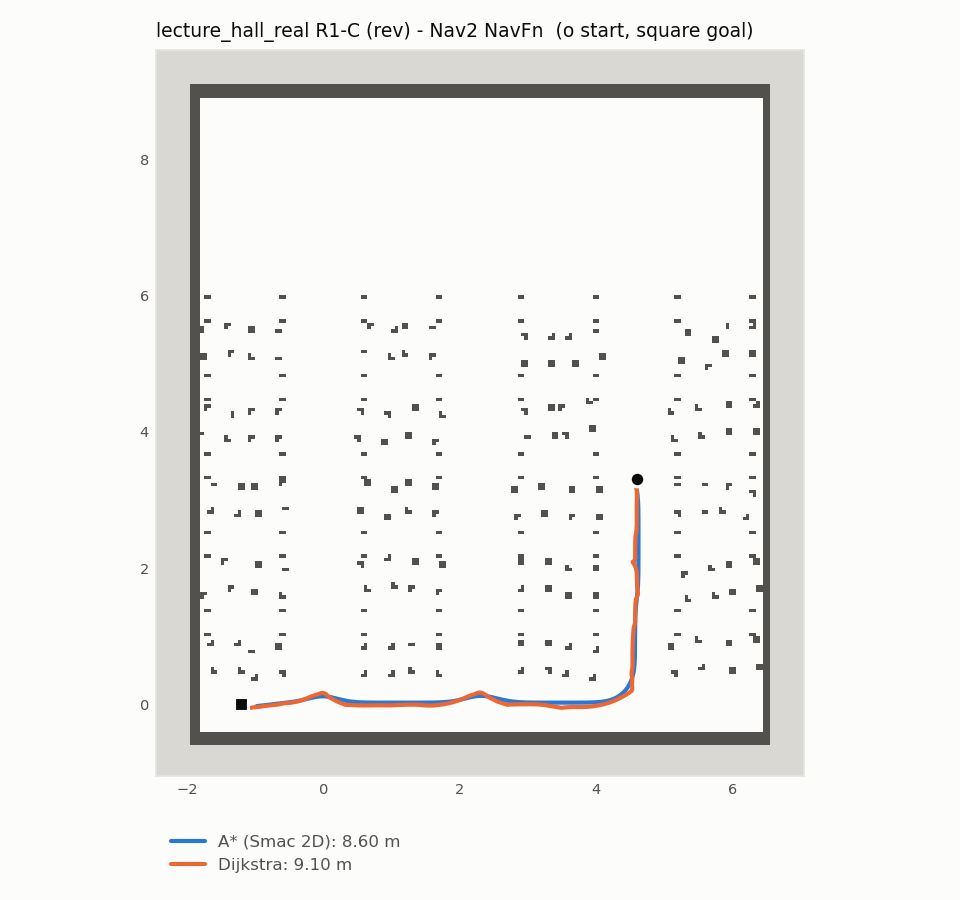 lecture_hall_real R1-C (rev) - Nav2 NavFn  (o start, square goal)
8
6
4
2
0
−2 0 2 4 6
A* (Smac 2D): 8.60 m
Dijkstra: 9.10 m